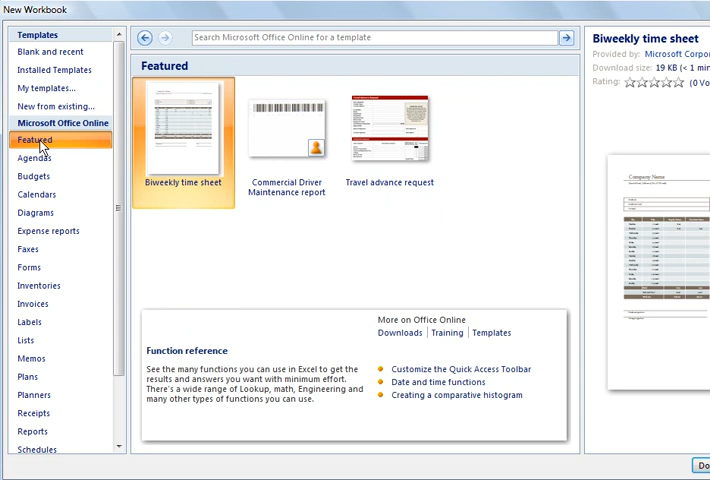 New Workbook
Templates
Blank and recent
Installed Templates
My templates...
New from existing...
Microsoft Office Online
Featured
Agendas
Budgets
Calendars
Diagrams
Expense reports
Faxes
Forms
Inventories
Invoices
Labels
Lists
Memos
Plans
Planners
Receipts
Reports
Schedules
Search Microsoft Office Online for a template
Featured
Biweekly time sheet
Commercial Driver
Maintenance report
Travel advance request
More on Office Online
Downloads | Training | Templates
Function reference
See the many functions you can use in Excel to get the
results and answers you want with minimum effort.
There's a wide range of Lookup, math, Engineering and
many other types of functions you can use.
Customize the Quick Access Toolbar
Date and time functions
Creating a comparative histogram
Biweekly time sheet
Provided by: Microsoft Corpor
Download size: 19 KB (< 1 min
Rating: (0 Vo
Company Name
Do